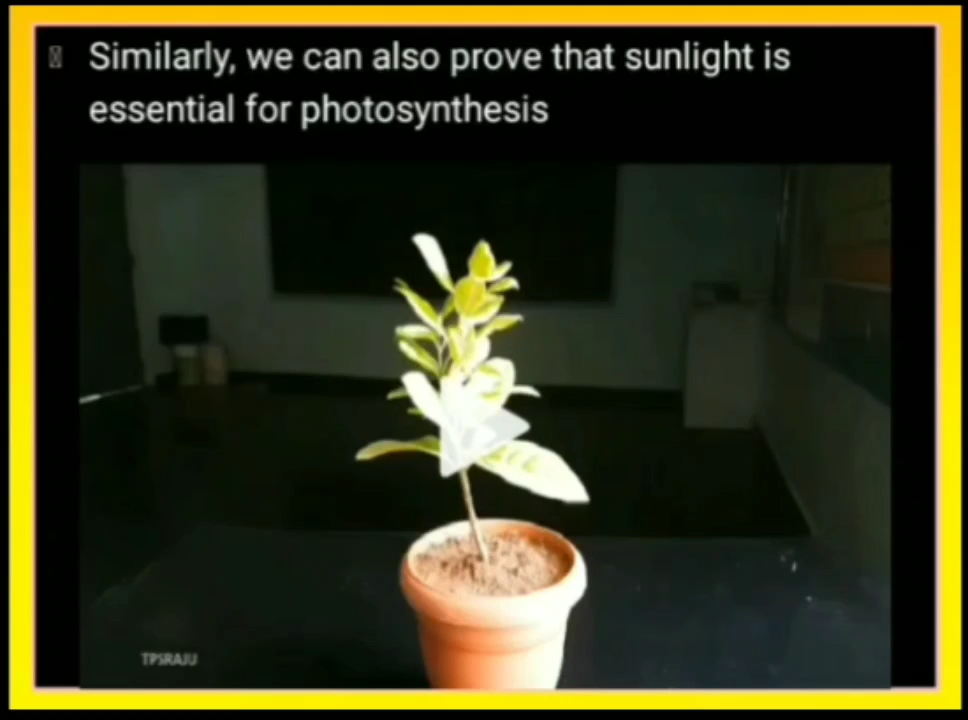 Similarly, we can also prove that sunlight is
essential for photosynthesis
TPSRAJU